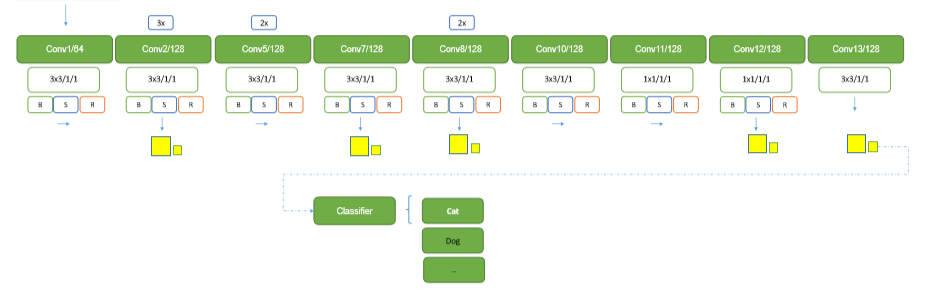 3x 2x 2x
Conv1/64 Conv2/128 Conv5/128 Conv7/128 Conv8/128 Conv10/128 Conv11/128 Conv12/128 Conv13/128
3x3/1/1 3x3/1/1 3x3/1/1 3x3/1/1 3x3/1/1 3x3/1/1 1x1/1/1 1x1/1/1 3x3/1/1
B S R B S R B S R B S R B S R B S R B S R B S R
Classifier
Cat
Dog
..